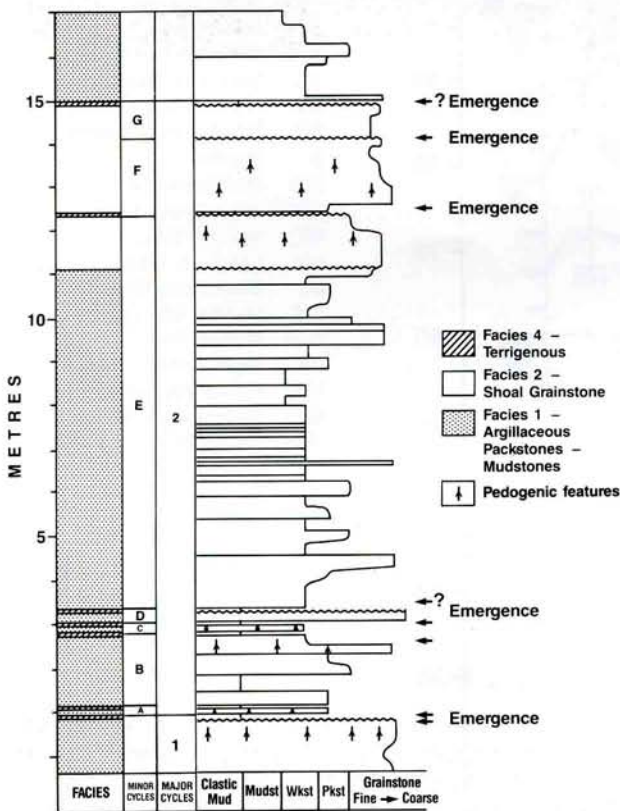 15
10
5
METRES
G
F
E
D
C
B
A
2
1
? Emergence
Emergence
Emergence
?
Emergence
Emergence
Facies 4 –
Terrigenous
Facies 2 –
Shoal Grainstone
Facies 1 –
Argillaceous
Packstones –
Mudstones
Pedogenic features
FACIES
MINOR
CYCLES
MAJOR
CYCLES
Clastic
Mud
Mudst
Wkst
Pkst
Grainstone
Fine → Coarse